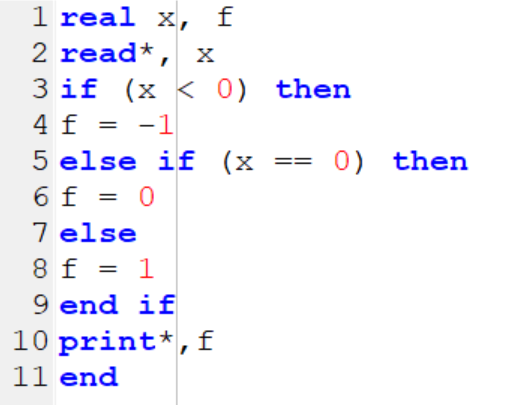 1 real x, f
2 read*, x
3 if (x < 0) then
4 f = -1
5 else if (x == 0) then
6 f = 0
7 else
8 f = 1
9 end if
10 print*,f
11 end